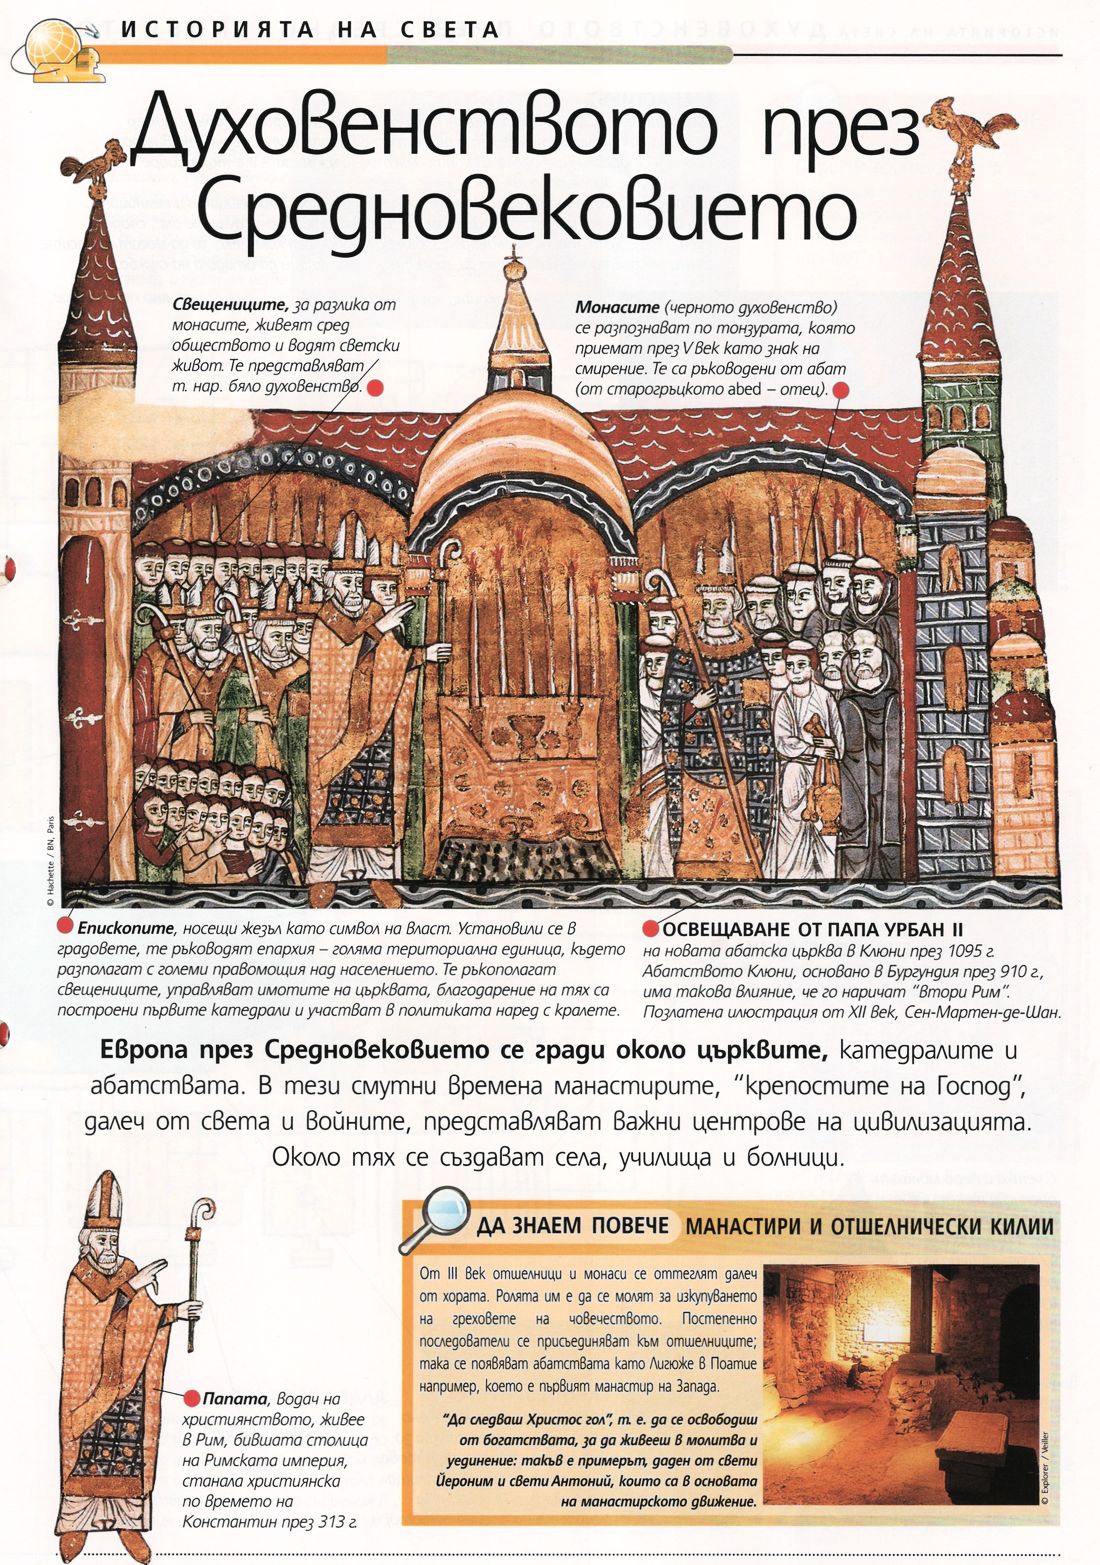 ИСТОРИЯТА НА СВЕТА
Духовенството през
Средновековието
Свещениците, за разлика от
монасите, живеят сред
обществото и водят светски
живот. Те представляват
т. нар. бяло духовенство.
Монасите (черното духовенство)
се разпознават по тонзурата, която
приемат през V век като знак на
смирение. Те са ръководени от абат
(от старогръцкото abed – отец).
© Hachette / BN, Paris
Епископите, носещи жезъл като символ на власт. Установили се в
градовете, те ръководят епархия – голяма териториална единица, където
разполагат с големи правомощия над населението. Те ръкополагат
свещениците, управляват имотите на църквата, благодарение на тях са
построени първите катедрали и участват в политиката наред с кралете.
ОСВЕЩАВАНЕ ОТ ПАПА УРБАН II
на новата абатска църква в Клюни през 1095 г.
Абатството Клюни, основано в Бургундия през 910 г.,
има такова влияние, че го наричат “втори Рим”.
Позлатена илюстрация от XII век, Сен-Мартен-де-Шан.
Европа през Средновековието се гради около църквите, катедралите и
абатствата. В тези смутни времена манастирите, “крепостите на Господ”,
далеч от света и войните, представляват важни центрове на цивилизацията.
Около тях се създават села, училища и болници.
Папата, водач на
християнството, живее
в Рим, бившата столица
на Римската империя,
станала християнска
по времето на
Константин през 313 г.
ДА ЗНАЕМ ПОВЕЧЕ МАНАСТИРИ И ОТШЕЛНИЧЕСКИ КИЛИИ
От III век отшелници и монаси се оттеглят далеч
от хората. Ролята им е да се молят за изкупуването
на греховете на човечеството. Постепенно
последователи се присъединяват към отшелниците;
така се появяват абатствата като Лигюже в Поатие
например, което е първият манастир на Запада.
“Да следваш Христос гол”, т. е. да се освободиш
от богатствата, за да живееш в молитва и
уединение: такъв е примерът, даден от свети
Йероним и свети Антоний, които са в основата
на манастирското движение.
© Explorer / Veiller